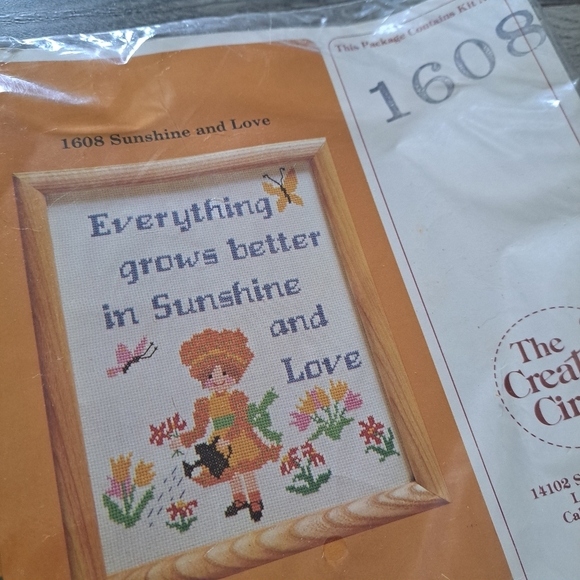 This Package Contains Kit
1608
1608 Sunshine and Love
Everything
grows better
in Sunshine
and
Love
The
Creat
Cir
14102 S
L
Ca